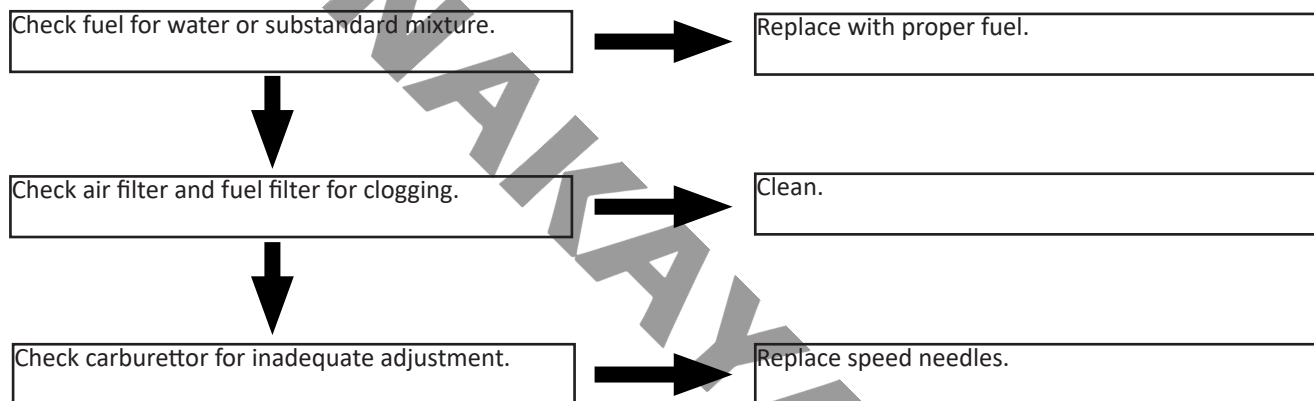 Check fuel for water or substandard mixture.
Replace with proper fuel.
Check air filter and fuel filter for clogging.
Clean.
Check carburettor for inadequate adjustment.
Replace speed needles.
NAKAY